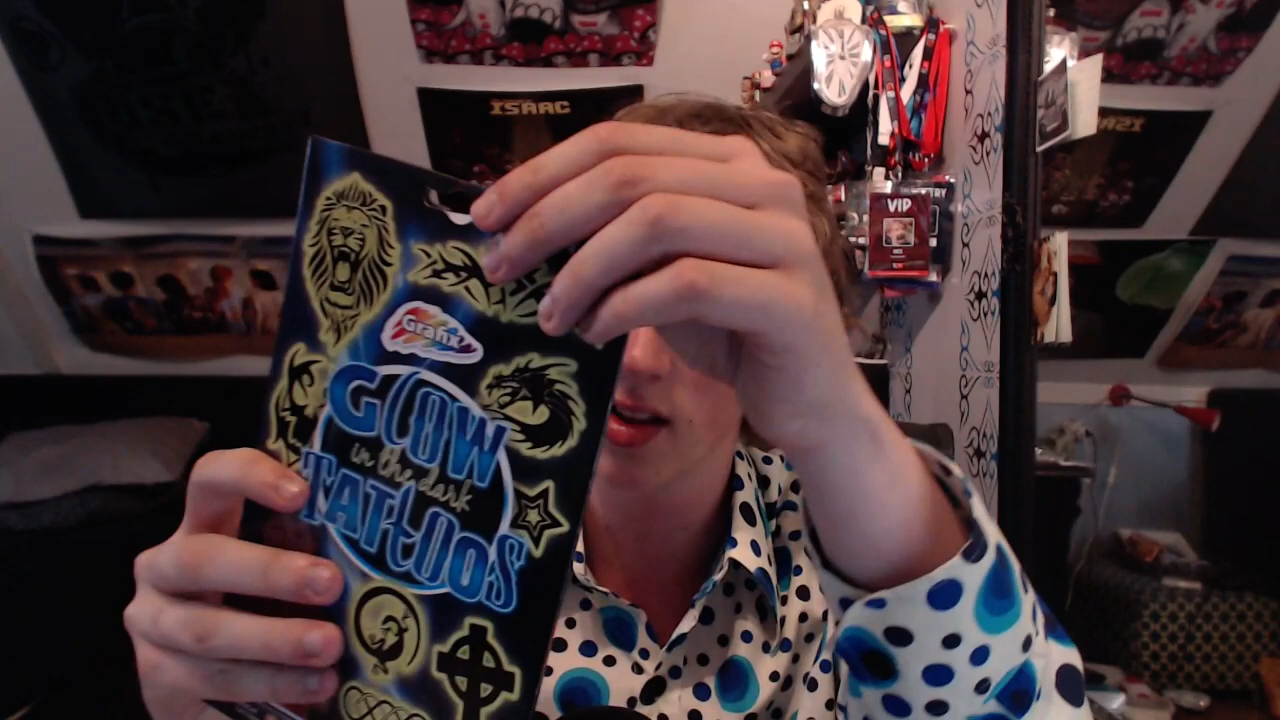 ISAAC
VIP
Grafix
GLOW
in the dark
TATtOOS